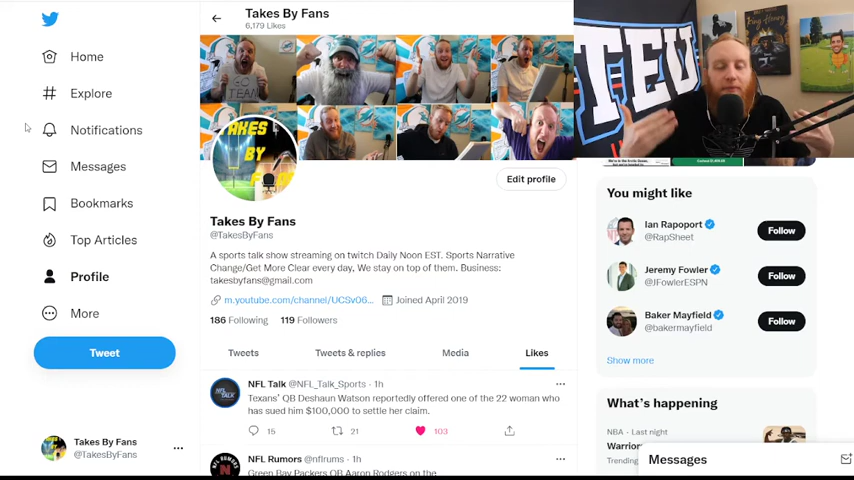 Takes By Fans
6,179 Likes
GO TEAM
TEU
King Henry
TAKES
BY
Home
Explore
Notifications
Messages
Bookmarks
Top Articles
Profile
More
Tweet
Takes By Fans
@TakesByFans
Edit profile
Takes By Fans
@TakesByFans
A sports talk show streaming on twitch Daily Noon EST. Sports Narrative
Change/Get More Clear every day, We stay on top of them. Business:
takesbyfans@gmail.com
m.youtube.com/channel/UCSv06... Joined April 2019
186 Following 119 Followers
Tweets Tweets & replies Media Likes
NFL Talk @NFL_Talk_Sports · 1h
Texans' QB Deshaun Watson reportedly offered one of the 22 woman who
has sued him $100,000 to settle her claim.
15 21 103
NFL Rumors @nflrums · 1h
Green Bay Packers QB Aaron Rodgers on the
You might like
Ian Rapoport
@RapSheet
Follow
Jeremy Fowler
@JFowlerESPN
Follow
Baker Mayfield
@bakermayfield
Follow
Show more
What's happening
NBA · Last night
Warrior
Trending
Messages